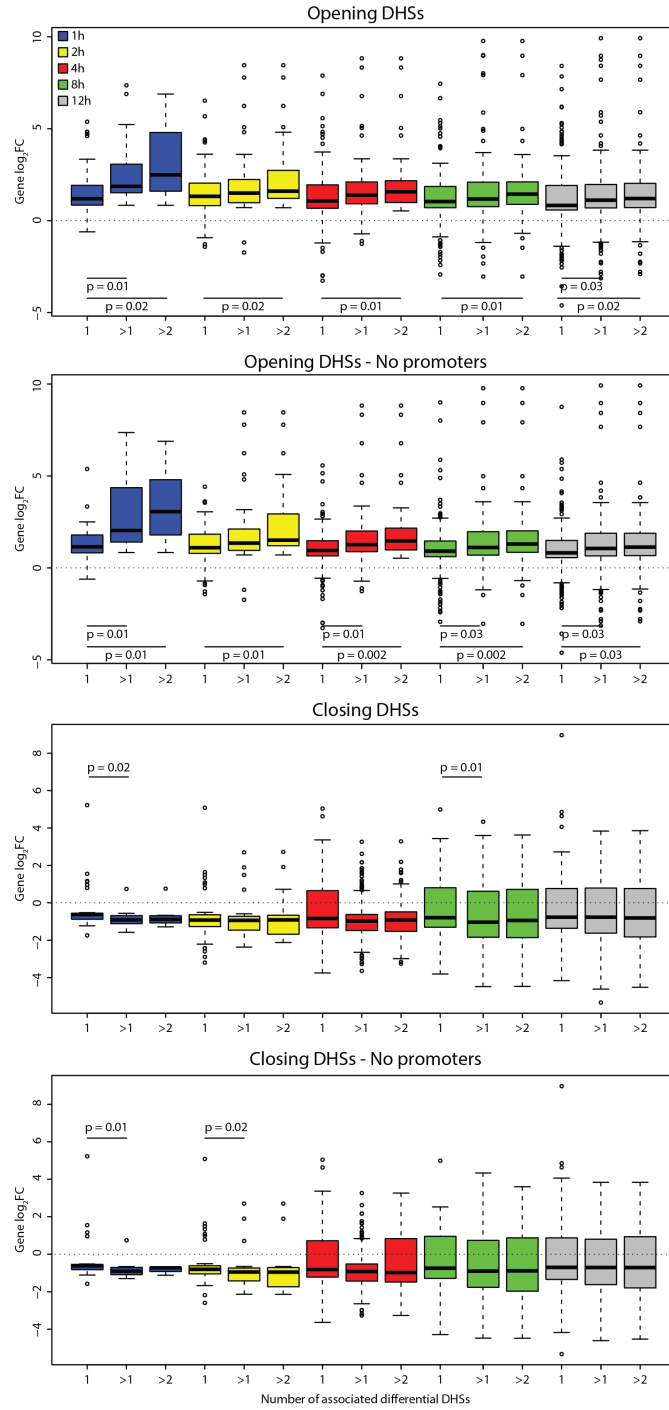 Opening DHSs
1h
2h
4h
8h
12h
Gene log₂FC
10
5
0
−5
p = 0.01
p = 0.03
p = 0.02
p = 0.02
p = 0.01
p = 0.01
p = 0.02
1 >1 >2 1 >1 >2 1 >1 >2 1 >1 >2 1 >1 >2
Opening DHSs - No promoters
Gene log₂FC
10
5
0
−5
p = 0.01
p = 0.01
p = 0.03
p = 0.03
p = 0.01
p = 0.01
p = 0.002
p = 0.002
p = 0.03
1 >1 >2 1 >1 >2 1 >1 >2 1 >1 >2 1 >1 >2
Closing DHSs
Gene log₂FC
8
6
4
2
0
−2
−4
p = 0.02
p = 0.01
1 >1 >2 1 >1 >2 1 >1 >2 1 >1 >2 1 >1 >2
Closing DHSs - No promoters
Gene log₂FC
8
6
4
2
0
−2
−4
p = 0.01
p = 0.02
1 >1 >2 1 >1 >2 1 >1 >2 1 >1 >2 1 >1 >2
Number of associated differential DHSs